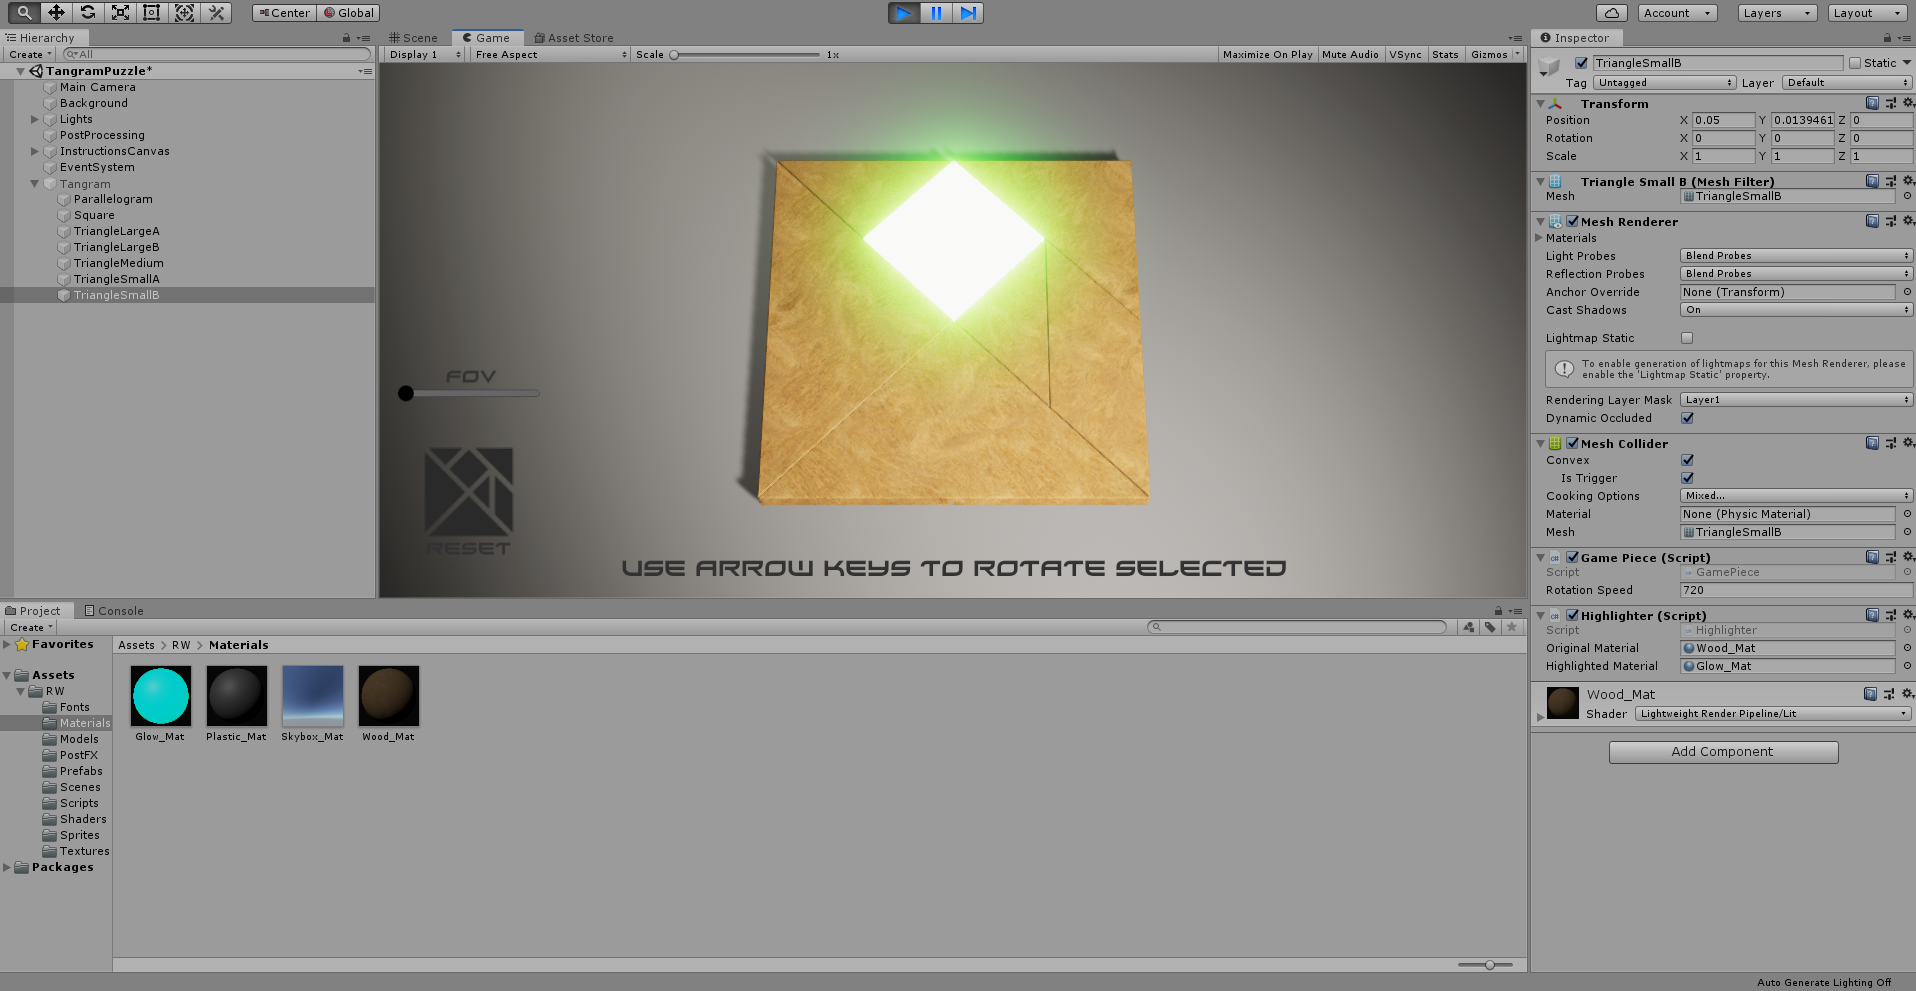 Center Global
Account Layers Layout
Hierarchy
Create All
TangramPuzzle*
Main Camera
Background
Lights
PostProcessing
InstructionsCanvas
EventSystem
Tangram
Parallelogram
Square
TriangleLargeA
TriangleLargeB
TriangleMedium
TriangleSmallA
TriangleSmallB
Scene Game Asset Store
Display 1 Free Aspect Scale 1x Maximize On Play Mute Audio VSync Stats Gizmos
FOV
RESET
USE ARROW KEYS TO ROTATE SELECTED
Inspector
TriangleSmallB Static
Tag Untagged Layer Default
Transform
Position X 0.05 Y 0.0139461 Z 0
Rotation X 0 Y 0 Z 0
Scale X 1 Y 1 Z 1
Triangle Small B (Mesh Filter)
Mesh TriangleSmallB
Mesh Renderer
Materials
Light Probes Blend Probes
Reflection Probes Blend Probes
Anchor Override None (Transform)
Cast Shadows On
Lightmap Static
To enable generation of lightmaps for this Mesh Renderer, please
enable the 'Lightmap Static' property.
Rendering Layer Mask Layer1
Dynamic Occluded
Mesh Collider
Convex
Is Trigger
Cooking Options Mixed...
Material None (Physic Material)
Mesh TriangleSmallB
Game Piece (Script)
Script GamePiece
Rotation Speed 720
Highlighter (Script)
Script Highlighter
Original Material Wood_Mat
Highlighted Material Glow_Mat
Wood_Mat
Shader Lightweight Render Pipeline/Lit
Add Component
Project Console
Create
Favorites
Assets
RW
Fonts
Materials
Models
PostFX
Prefabs
Scenes
Scripts
Shaders
Sprites
Textures
Packages
Assets > RW > Materials
Glow_Mat Plastic_Mat Skybox_Mat Wood_Mat
Auto Generate Lighting Off